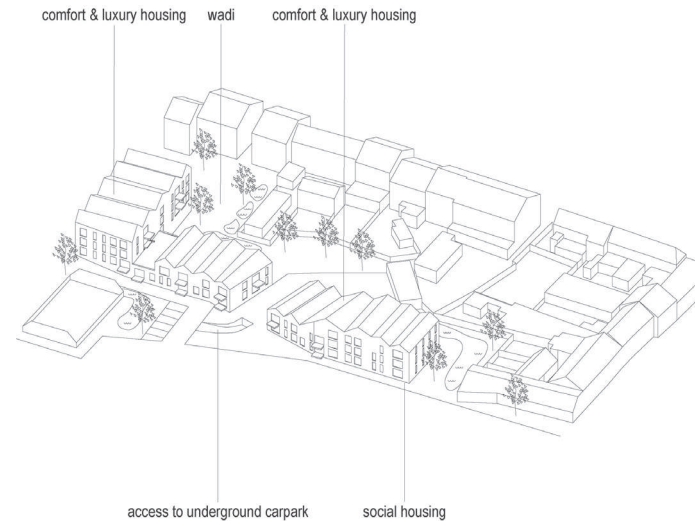 comfort & luxury housing
wadi
comfort & luxury housing
access to underground carpark
social housing